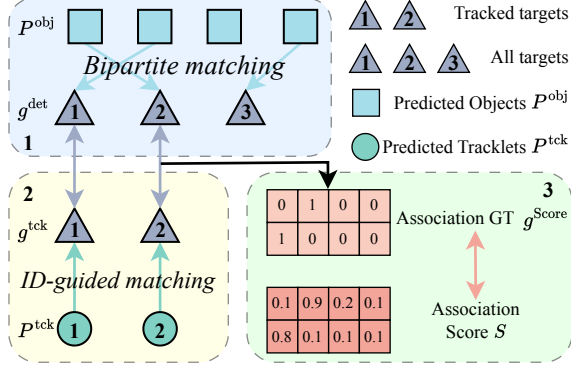 P^obj
Bipartite matching
g^det 1 2 3
1
Tracked targets
1 2
All targets
1 2 3
Predicted Objects P^obj
Predicted Tracklets P^tck
2
g^tck 1 2
ID-guided matching
P^tck 1 2
3
0 1 0 0
1 0 0 0
Association GT g^Score
0.1 0.9 0.2 0.1
0.8 0.1 0.1 0.1
Association
Score S